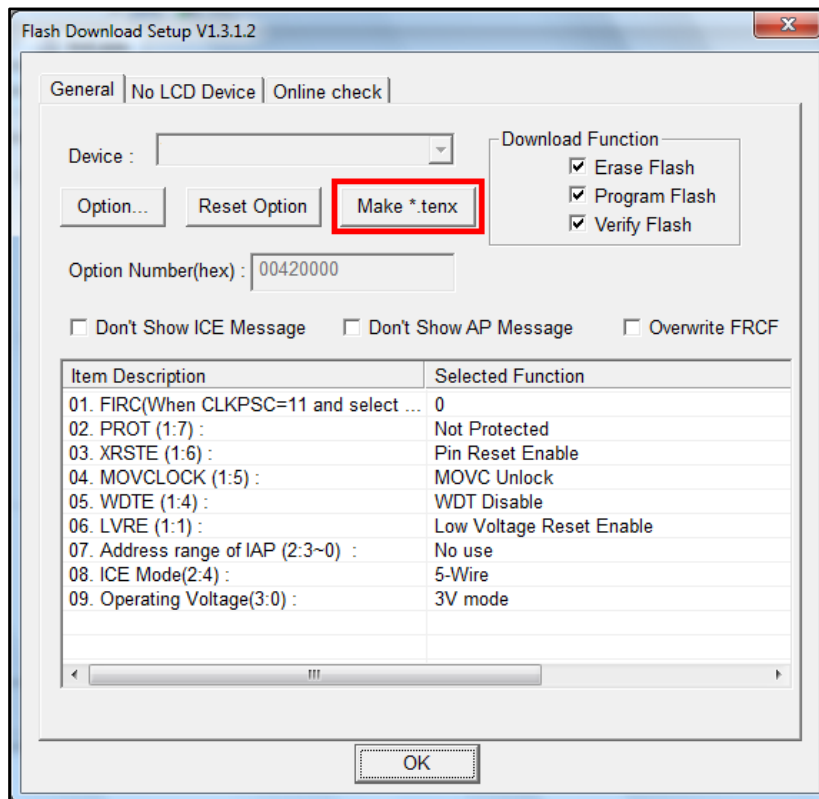 Flash Download Setup V1.3.1.2
General No LCD Device Online check
Device :
Download Function
Erase Flash
Program Flash
Verify Flash
Option... Reset Option Make *.tenx
Option Number(hex) : 00420000
Don't Show ICE Message Don't Show AP Message Overwrite FRCF
Item Description Selected Function
01. FIRC(When CLKPSC=11 and select ... 0
02. PROT (1:7) : Not Protected
03. XRSTE (1:6) : Pin Reset Enable
04. MOVCLOCK (1:5) : MOVC Unlock
05. WDTE (1:4) : WDT Disable
06. LVRE (1:1) : Low Voltage Reset Enable
07. Address range of IAP (2:3~0) : No use
08. ICE Mode(2:4) : 5-Wire
09. Operating Voltage(3:0) : 3V mode
OK